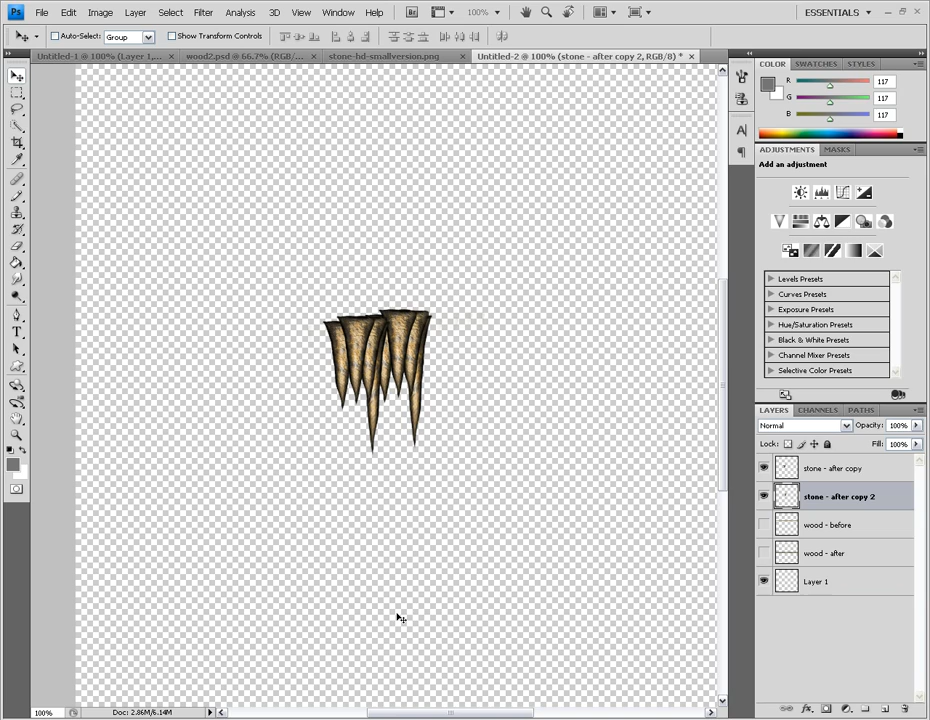 Ps File Edit Image Layer Select Filter Analysis 3D View Window Help Br 100% ESSENTIALS
Auto-Select: Group Show Transform Controls
Untitled-1 @ 100% (Layer 1,... × wood2.psd @ 66.7% (RGB/... × stone-hd-smallversion.png × Untitled-2 @ 100% (stone - after copy 2, RGB/8) * ×
COLOR SWATCHES STYLES
R 117
G 117
B 117
ADJUSTMENTS MASKS
Add an adjustment
Levels Presets
Curves Presets
Exposure Presets
Hue/Saturation Presets
Black & White Presets
Channel Mixer Presets
Selective Color Presets
LAYERS CHANNELS PATHS
Normal Opacity: 100%
Lock: Fill: 100%
stone - after copy
stone - after copy 2
wood - before
wood - after
Layer 1
100% Doc: 2.86M/6.14M